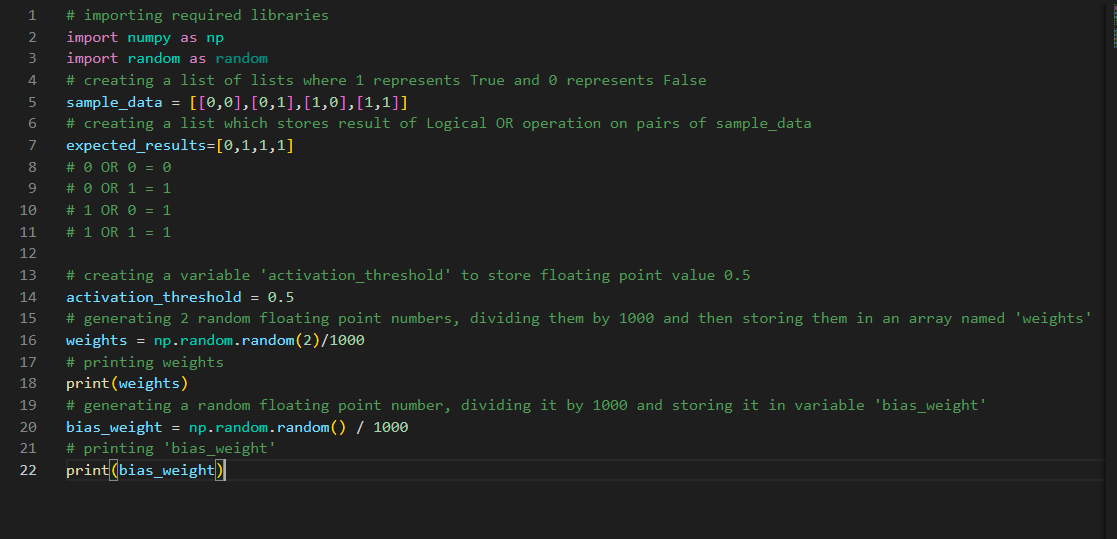 1 # importing required libraries
2 import numpy as np
3 import random as random
4 # creating a list of lists where 1 represents True and 0 represents False
5 sample_data = [[0,0],[0,1],[1,0],[1,1]]
6 # creating a list which stores result of Logical OR operation on pairs of sample_data
7 expected_results=[0,1,1,1]
8 # 0 OR 0 = 0
9 # 0 OR 1 = 1
10 # 1 OR 0 = 1
11 # 1 OR 1 = 1
12
13 # creating a variable 'activation_threshold' to store floating point value 0.5
14 activation_threshold = 0.5
15 # generating 2 random floating point numbers, dividing them by 1000 and then storing them in an array named 'weights'
16 weights = np.random.random(2)/1000
17 # printing weights
18 print(weights)
19 # generating a random floating point number, dividing it by 1000 and storing it in variable 'bias_weight'
20 bias_weight = np.random.random() / 1000
21 # printing 'bias_weight'
22 print(bias_weight)